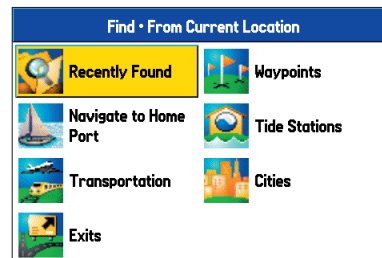 Find • From Current Location
Recently Found
Waypoints
Navigate to Home
Port
Tide Stations
Transportation
Cities
Exits